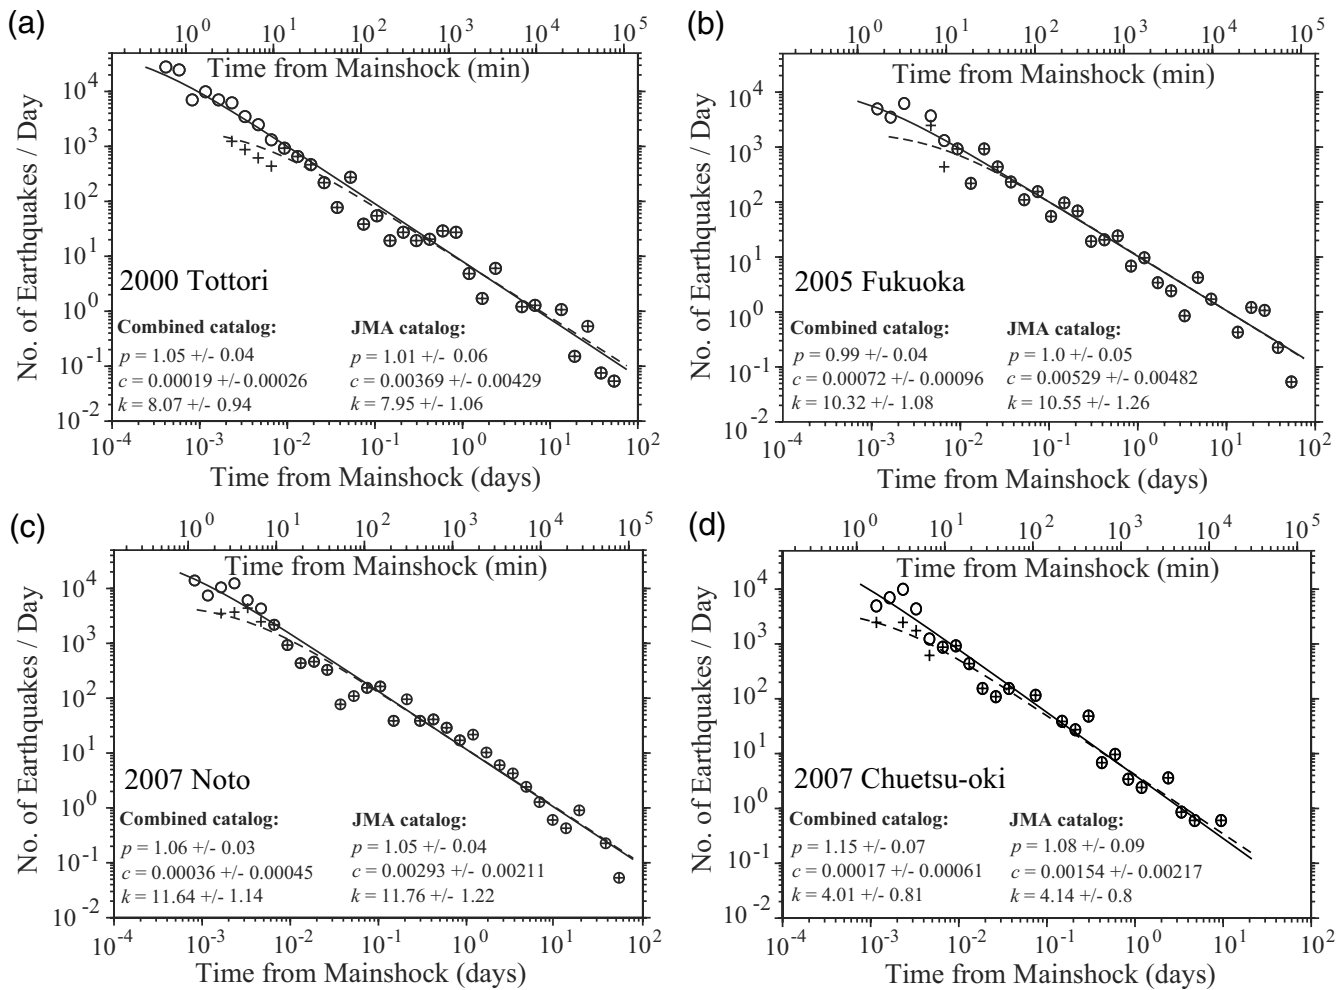 (a)
10^0 10^1 10^2 10^3 10^4 10^5
Time from Mainshock (min)
No. of Earthquakes / Day
10^4
10^3
10^2
10^1
10^0
10^-1
10^-2
2000 Tottori
Combined catalog:
p = 1.05 +/- 0.04
c = 0.00019 +/- 0.00026
k = 8.07 +/- 0.94
JMA catalog:
p = 1.01 +/- 0.06
c = 0.00369 +/- 0.00429
k = 7.95 +/- 1.06
10^-4 10^-3 10^-2 10^-1 10^0 10^1 10^2
Time from Mainshock (days)
(b)
10^0 10^1 10^2 10^3 10^4 10^5
Time from Mainshock (min)
No. of Earthquakes / Day
10^4
10^3
10^2
10^1
10^0
10^-1
10^-2
2005 Fukuoka
Combined catalog:
p = 0.99 +/- 0.04
c = 0.00072 +/- 0.00096
k = 10.32 +/- 1.08
JMA catalog:
p = 1.0 +/- 0.05
c = 0.00529 +/- 0.00482
k = 10.55 +/- 1.26
10^-4 10^-3 10^-2 10^-1 10^0 10^1 10^2
Time from Mainshock (days)
(c)
10^0 10^1 10^2 10^3 10^4 10^5
Time from Mainshock (min)
No. of Earthquakes / Day
10^4
10^3
10^2
10^1
10^0
10^-1
10^-2
2007 Noto
Combined catalog:
p = 1.06 +/- 0.03
c = 0.00036 +/- 0.00045
k = 11.64 +/- 1.14
JMA catalog:
p = 1.05 +/- 0.04
c = 0.00293 +/- 0.00211
k = 11.76 +/- 1.22
10^-4 10^-3 10^-2 10^-1 10^0 10^1 10^2
Time from Mainshock (days)
(d)
10^0 10^1 10^2 10^3 10^4 10^5
Time from Mainshock (min)
No. of Earthquakes / Day
10^4
10^3
10^2
10^1
10^0
10^-1
10^-2
2007 Chuetsu-oki
Combined catalog:
p = 1.15 +/- 0.07
c = 0.00017 +/- 0.00061
k = 4.01 +/- 0.81
JMA catalog:
p = 1.08 +/- 0.09
c = 0.00154 +/- 0.00217
k = 4.14 +/- 0.8
10^-4 10^-3 10^-2 10^-1 10^0 10^1 10^2
Time from Mainshock (days)